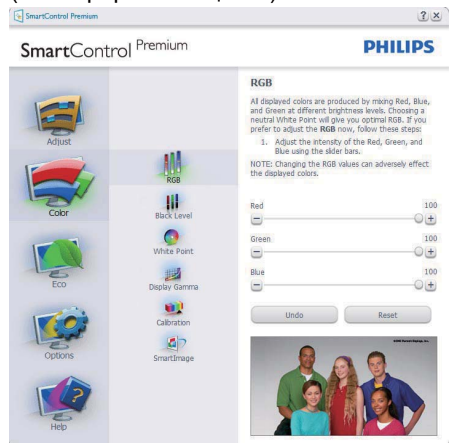 SmartControl Premium
SmartControl Premium
PHILIPS
Adjust
Color
Eco
Options
Help
RGB
Black Level
White Point
Display Gamma
Calibration
SmartImage
RGB
All displayed colors are produced by mixing Red, Blue,
and Green at different brightness levels. Choosing a
neutral White Point will give you optimal RGB. If you
prefer to adjust the RGB now, follow these steps:
1. Adjust the intensity of the Red, Green, and
Blue using the slider bars.
NOTE: Changing the RGB values can adversely effect
the displayed colors.
Red 100
Green 100
Blue 100
Undo Reset